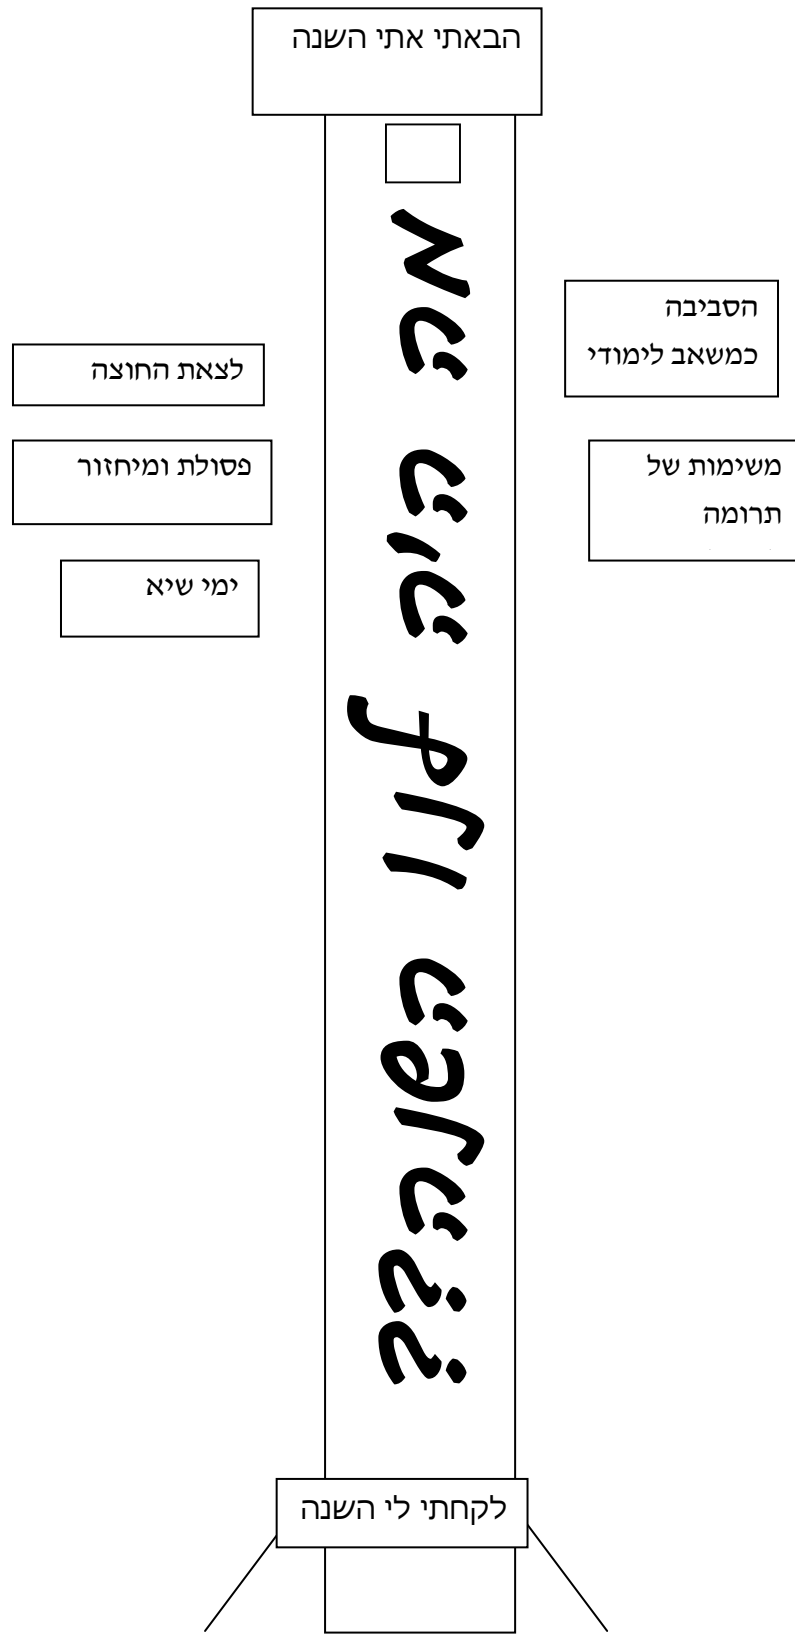 הבאתי אתי השנה
מה היה לנו השנה??
הסביבה
כמשאב לימודי
משימות של
תרומה
לצאת החוצה
פסולת ומיחזור
ימי שיא
לקחתי לי השנה